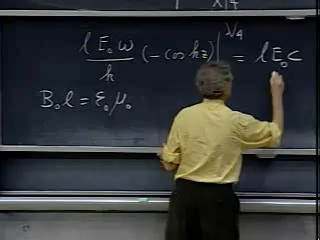 λ/4
l E₀ ω / k (− cos kz) | = l E₀ c
B₀ l = ε₀ μ₀